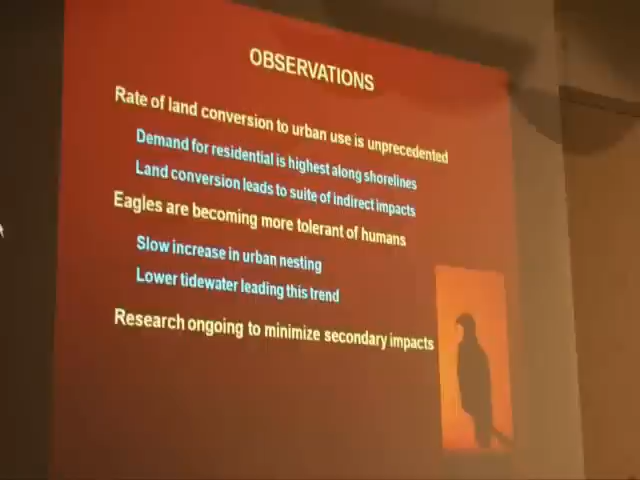 OBSERVATIONS
Rate of land conversion to urban use is unprecedented
Demand for residential is highest along shorelines
Land conversion leads to suite of indirect impacts
Eagles are becoming more tolerant of humans
Slow increase in urban nesting
Lower tidewater leading this trend
Research ongoing to minimize secondary impacts